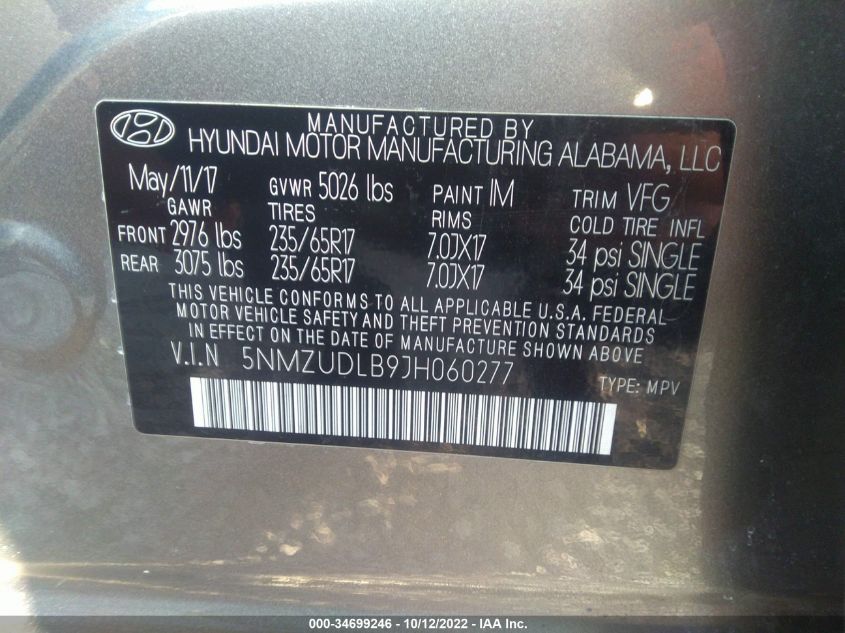 MANUFACTURED BY
HYUNDAI MOTOR MANUFACTURING ALABAMA, LLC
May/11/17 GVWR 5026 lbs PAINT IM TRIM VFG
GAWR TIRES RIMS COLD TIRE INFL
FRONT 2976 lbs 235/65R17 7.0JX17 34 psi SINGLE
REAR 3075 lbs 235/65R17 7.0JX17 34 psi SINGLE
THIS VEHICLE CONFORMS TO ALL APPLICABLE U.S.A. FEDERAL
MOTOR VEHICLE SAFETY AND THEFT PREVENTION STANDARDS
IN EFFECT ON THE DATE OF MANUFACTURE SHOWN ABOVE
V.I.N 5NMZUDLB9JH060277
TYPE: MPV
000-34699246 - 10/12/2022 - IAA Inc.